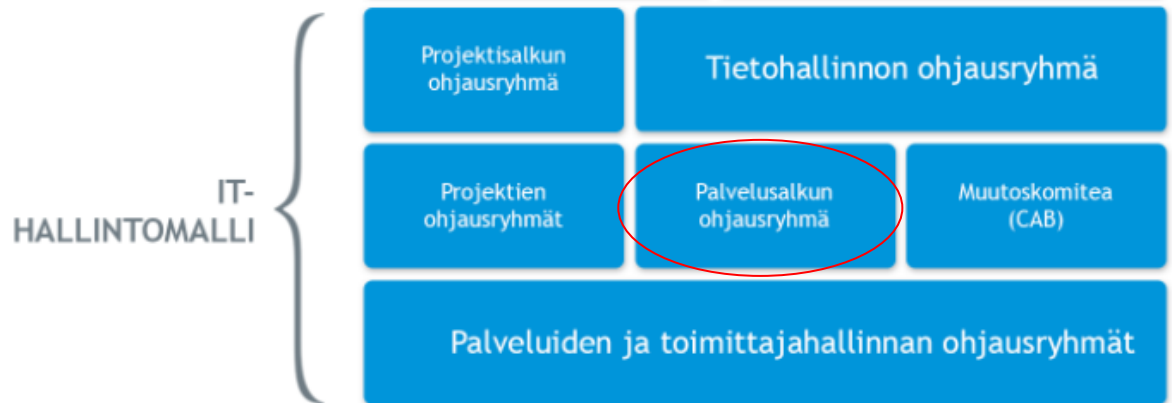 IT-
HALLINTOMALLI
Projektisalkun
ohjausryhmä
Tietohallinnon ohjausryhmä
Projektien
ohjausryhmät
Palvelusalkun
ohjausryhmä
Muutoskomitea
(CAB)
Palveluiden ja toimittajahallinnan ohjausryhmät